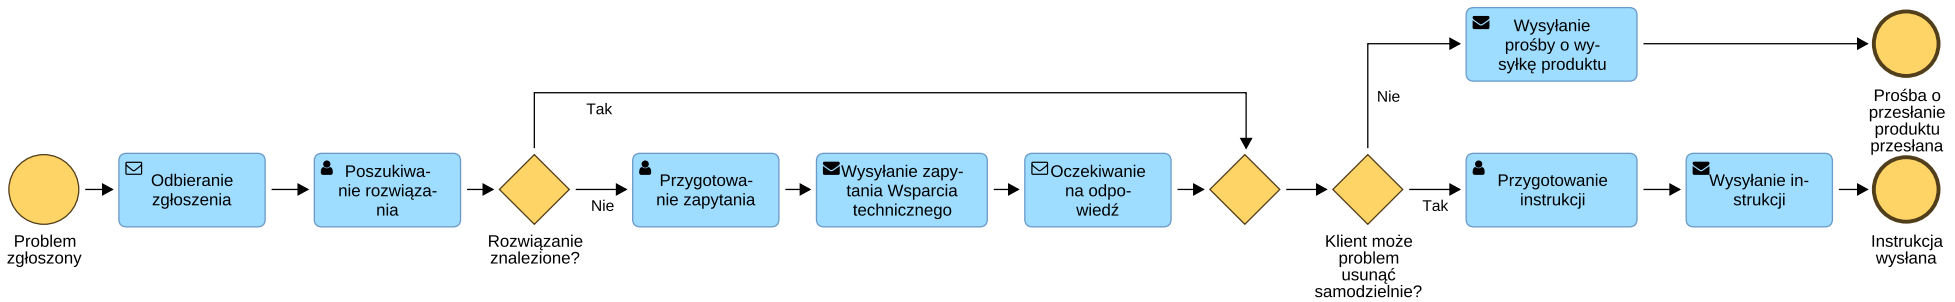 Problem
zgłoszony
Odbieranie
zgłoszenia
Poszukiwa-
nie rozwiąza-
nia
Rozwiązanie
znalezione?
Tak
Nie
Przygotowa-
nie zapytania
Wysyłanie zapy-
tania Wsparcia
technicznego
Oczekiwanie
na odpo-
wiedź
Klient może
problem
usunąć
samodzielnie?
Nie
Wysyłanie
prośby o wy-
syłkę produktu
Prośba o
przesłanie
produktu
przesłana
Tak
Przygotowanie
instrukcji
Wysyłanie in-
strukcji
Instrukcja
wysłana